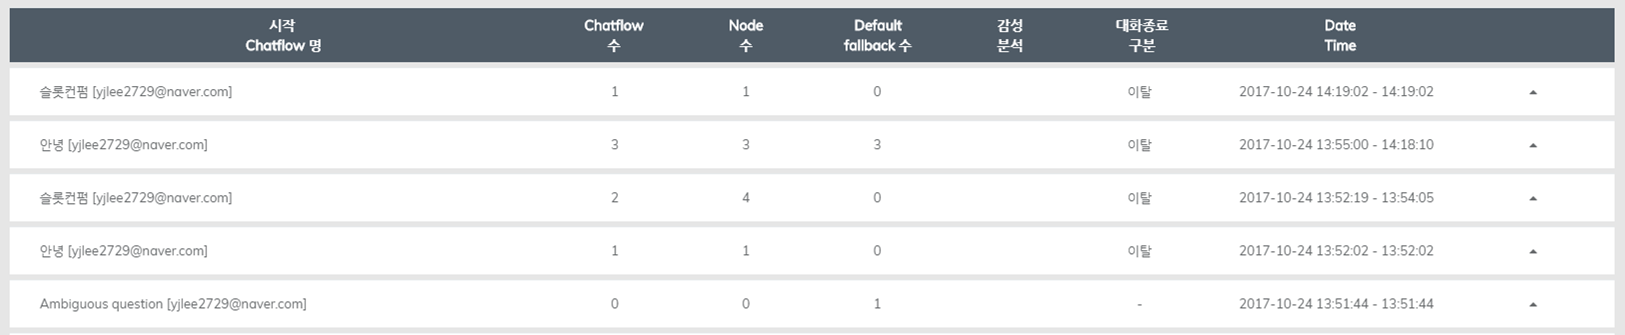 시작 Chatflow Node Default 감성 대화종료 Date
Chatflow 명 수 수 fallback 수 분석 구분 Time
슬롯컨펌 [yjlee2729@naver.com] 1 1 0 이탈 2017-10-24 14:19:02 - 14:19:02
안녕 [yjlee2729@naver.com] 3 3 3 이탈 2017-10-24 13:55:00 - 14:18:10
슬롯컨펌 [yjlee2729@naver.com] 2 4 0 이탈 2017-10-24 13:52:19 - 13:54:05
안녕 [yjlee2729@naver.com] 1 1 0 이탈 2017-10-24 13:52:02 - 13:52:02
Ambiguous question [yjlee2729@naver.com] 0 0 1 - 2017-10-24 13:51:44 - 13:51:44